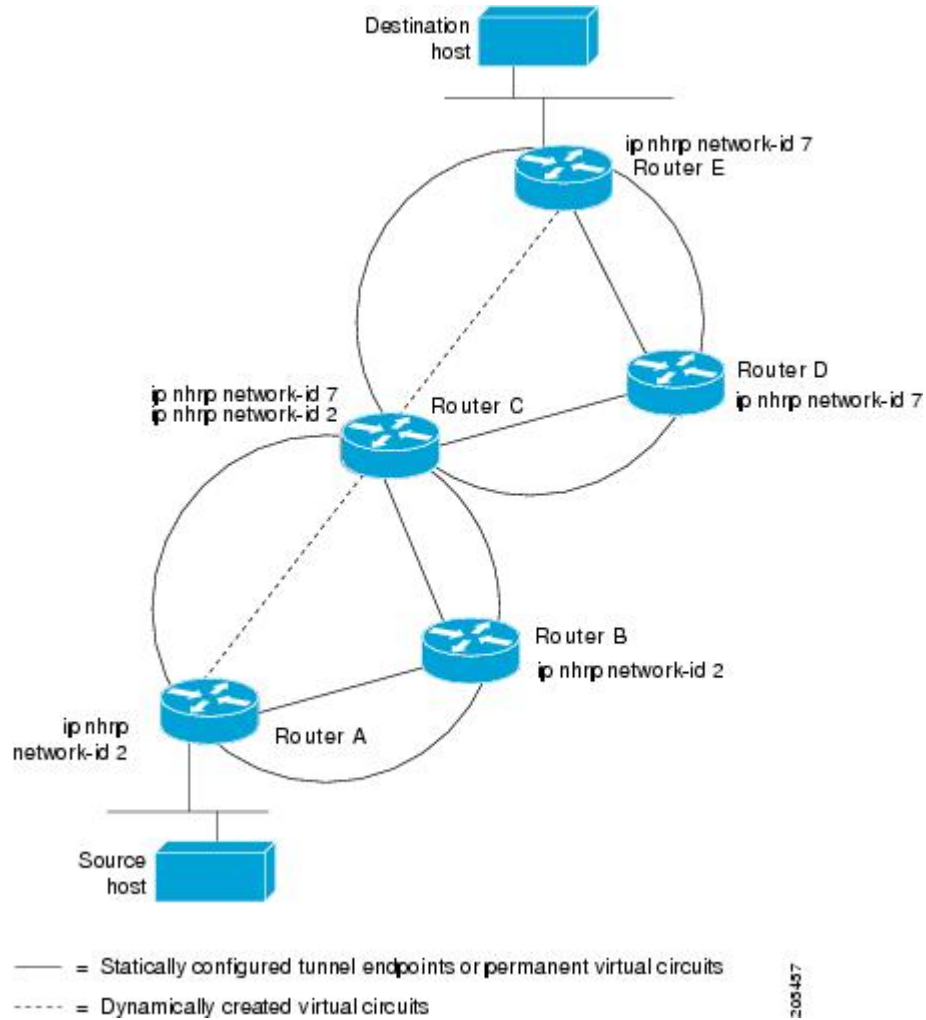 Destination
host
ip nhrp network-id 7
Router E
Router D
ip nhrp network-id 7
ip nhrp network-id 7
ip nhrp network-id 2
Router C
Router B
ip nhrp network-id 2
ip nhrp
network-id 2
Router A
Source
host
= Statically configured tunnel endpoints or permanent virtual circuits
= Dynamically created virtual circuits
205457